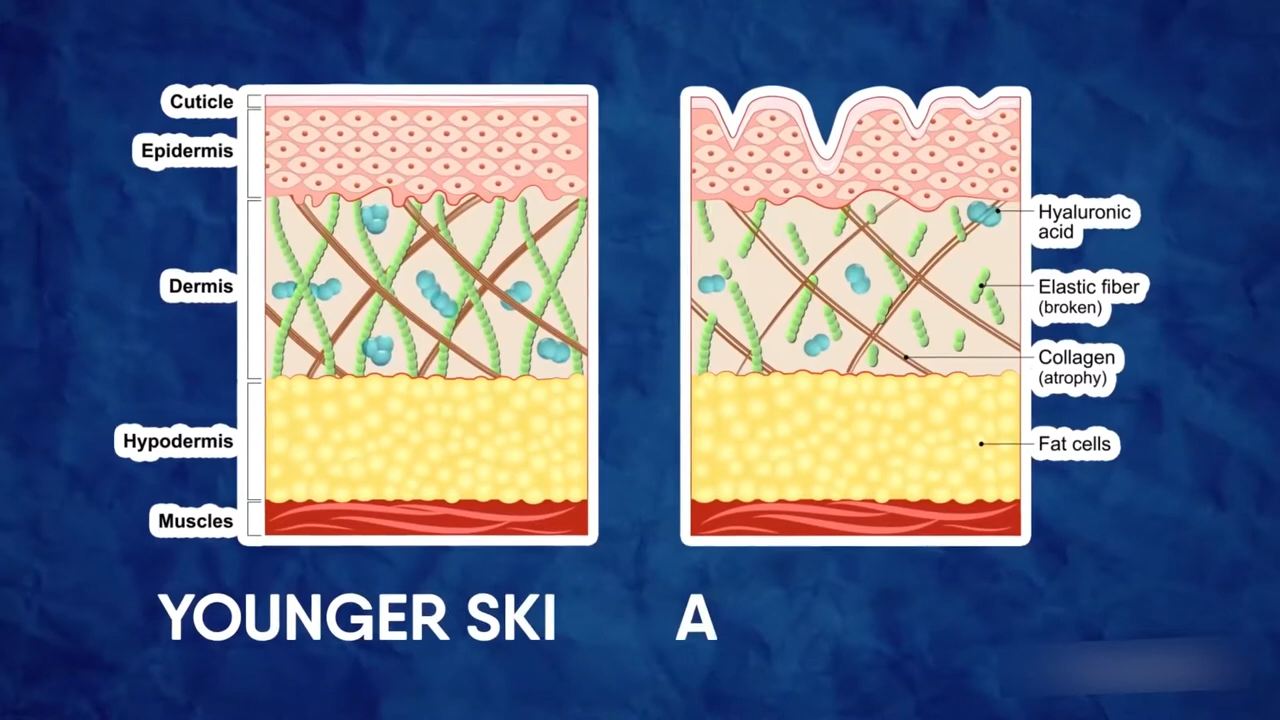 Cuticle
Epidermis
Dermis
Hypodermis
Muscles
Hyaluronic
acid
Elastic fiber
(broken)
Collagen
(atrophy)
Fat cells
YOUNGER SKI
A